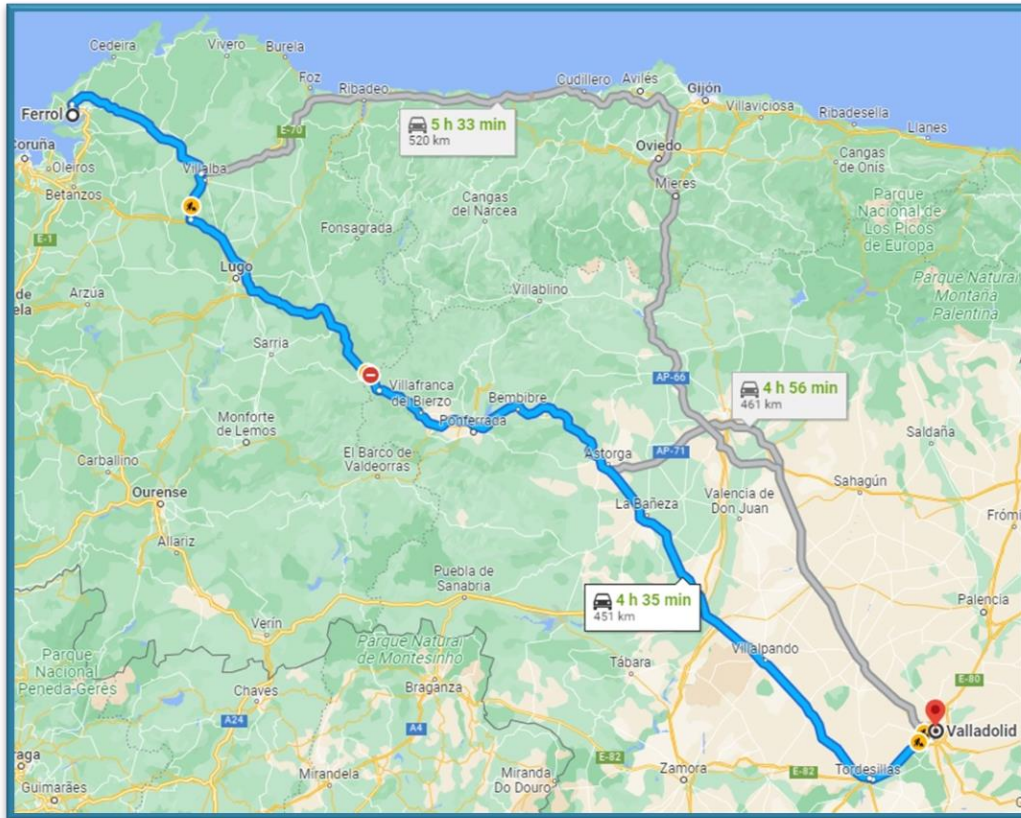 Cedeira
Vivero
Burela
Foz
Ribadeo
Cudillero
Avilés
Gijón
Villaviciosa
Ribadesella
Llanes
Ferrol
5 h 33 min
520 km
E-70
Coruña
Oleiros
Betanzos
Villalba
Oviedo
Mieres
Cangas
de Onís
Cangas
del Narcea
Parque
Nacional de
Los Picos
de Europa
E-1
Fonsagrada
Lugo
Villablino
Parque Natural
Montaña
Palentina
de
ela
Arzua
Sarria
AP-66
4 h 56 min
461 km
Villafranca
del Bierzo
Bembibre
Ponferrada
Monforte
de Lemos
El Barco de
Valdeorras
Saldaña
Carballino
Astorga
AP-71
Sahagún
Ourense
La Bañeza
Valencia de
Don Juan
Frómi
Allariz
Puebla de
Sanabria
4 h 35 min
451 km
Palencia
Verin
Parque Natural
de Montesinho
Villalpando
Parque
Nacional
Peneda-Gerês
Tábara
Braganza
E-80
Chaves
A24
A4
Valladolid
raga
E-82
E-82
Tordesillas
Zamora
Mirandela
Miranda
Do Douro
Guimarães